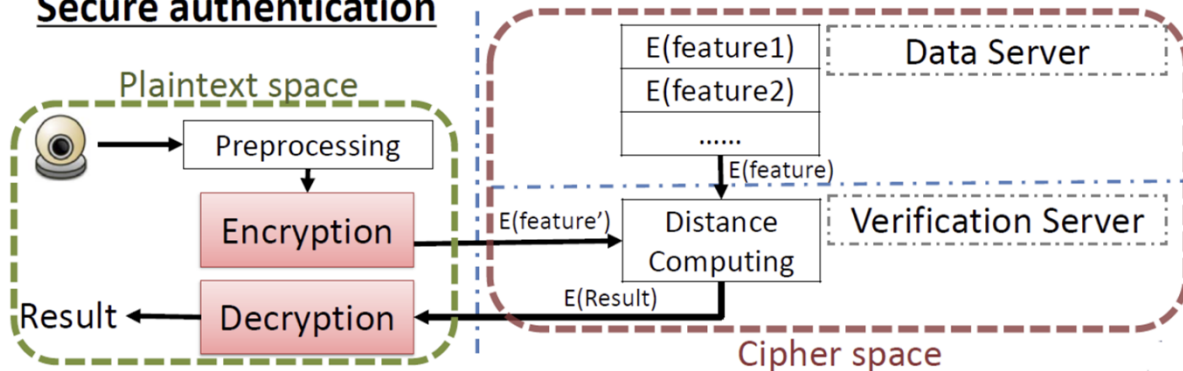 Secure authentication
Plaintext space
Preprocessing
Encryption
Decryption
Result
E(feature1)
E(feature2)
......
Data Server
E(feature)
E(feature’)
Distance
Computing
Verification Server
E(Result)
Cipher space